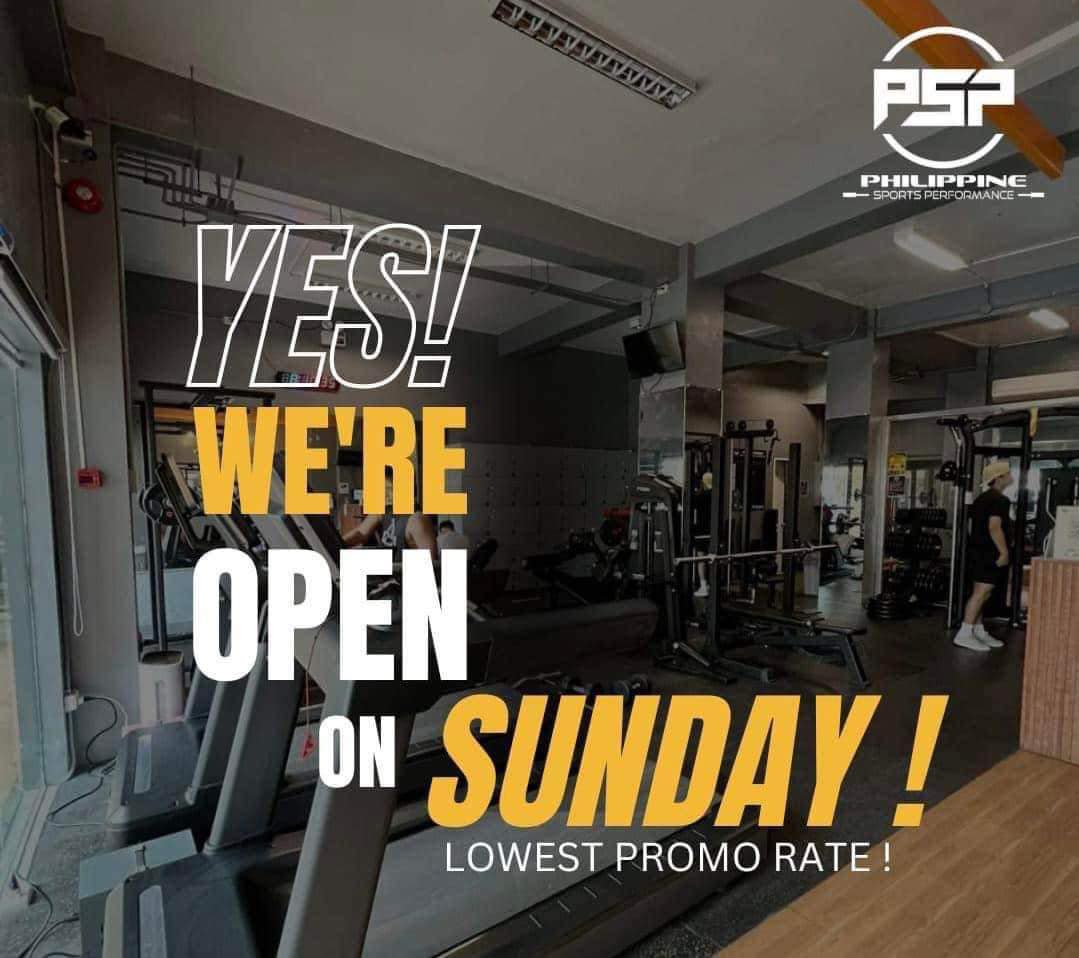 PSP
PHILIPPINE
SPORTS PERFORMANCE
YES!
WE'RE
OPEN
ON
SUNDAY !
LOWEST PROMO RATE !